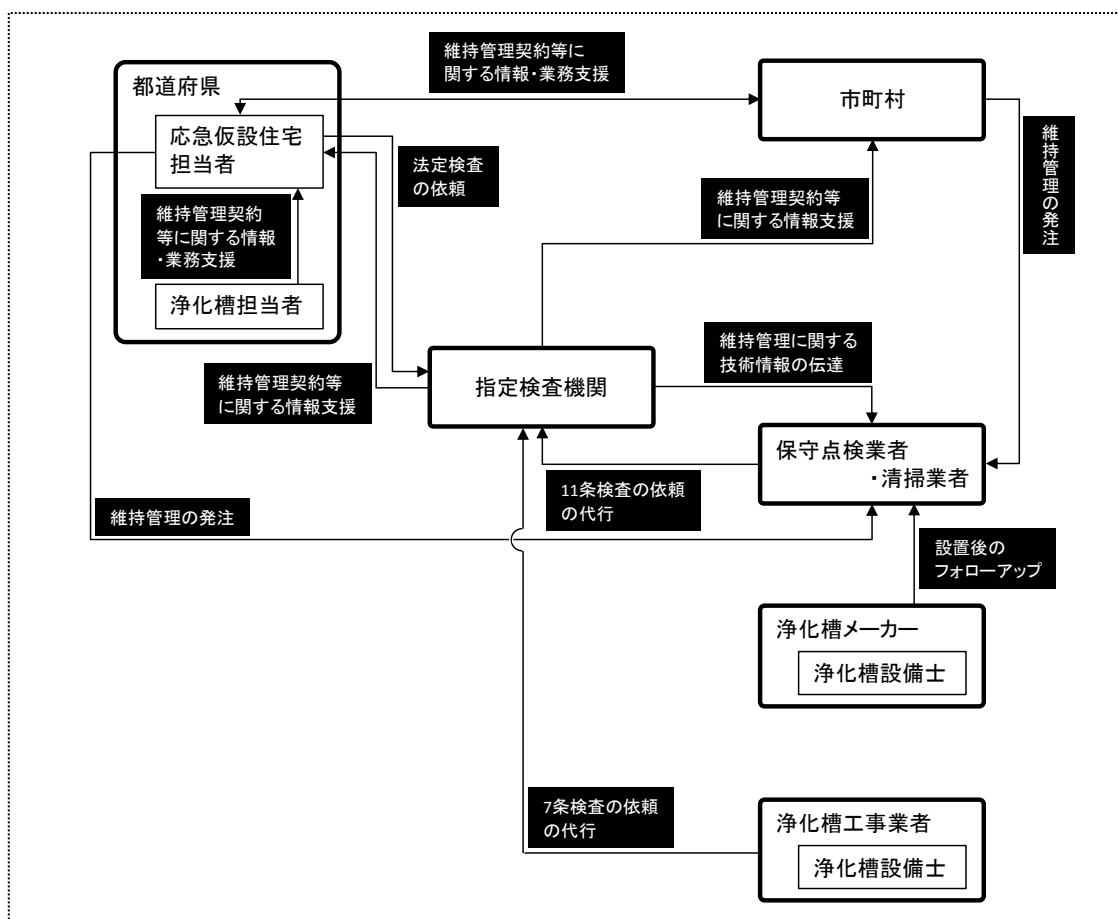 維持管理契約等に
関する情報・業務支援
都道府県
市町村
応急仮設住宅
担当者
法定検査
の依頼
維持管理の発注
維持管理契約等
に関する情報支援
維持管理契約
等に関する情報
・業務支援
浄化槽担当者
維持管理に関する
技術情報の伝達
指定検査機関
維持管理契約等
に関する情報支援
保守点検業者
・清掃業者
11条検査の依頼
の代行
維持管理の発注
設置後の
フォローアップ
浄化槽メーカー
浄化槽設備士
7条検査の依頼
の代行
浄化槽工事業者
浄化槽設備士